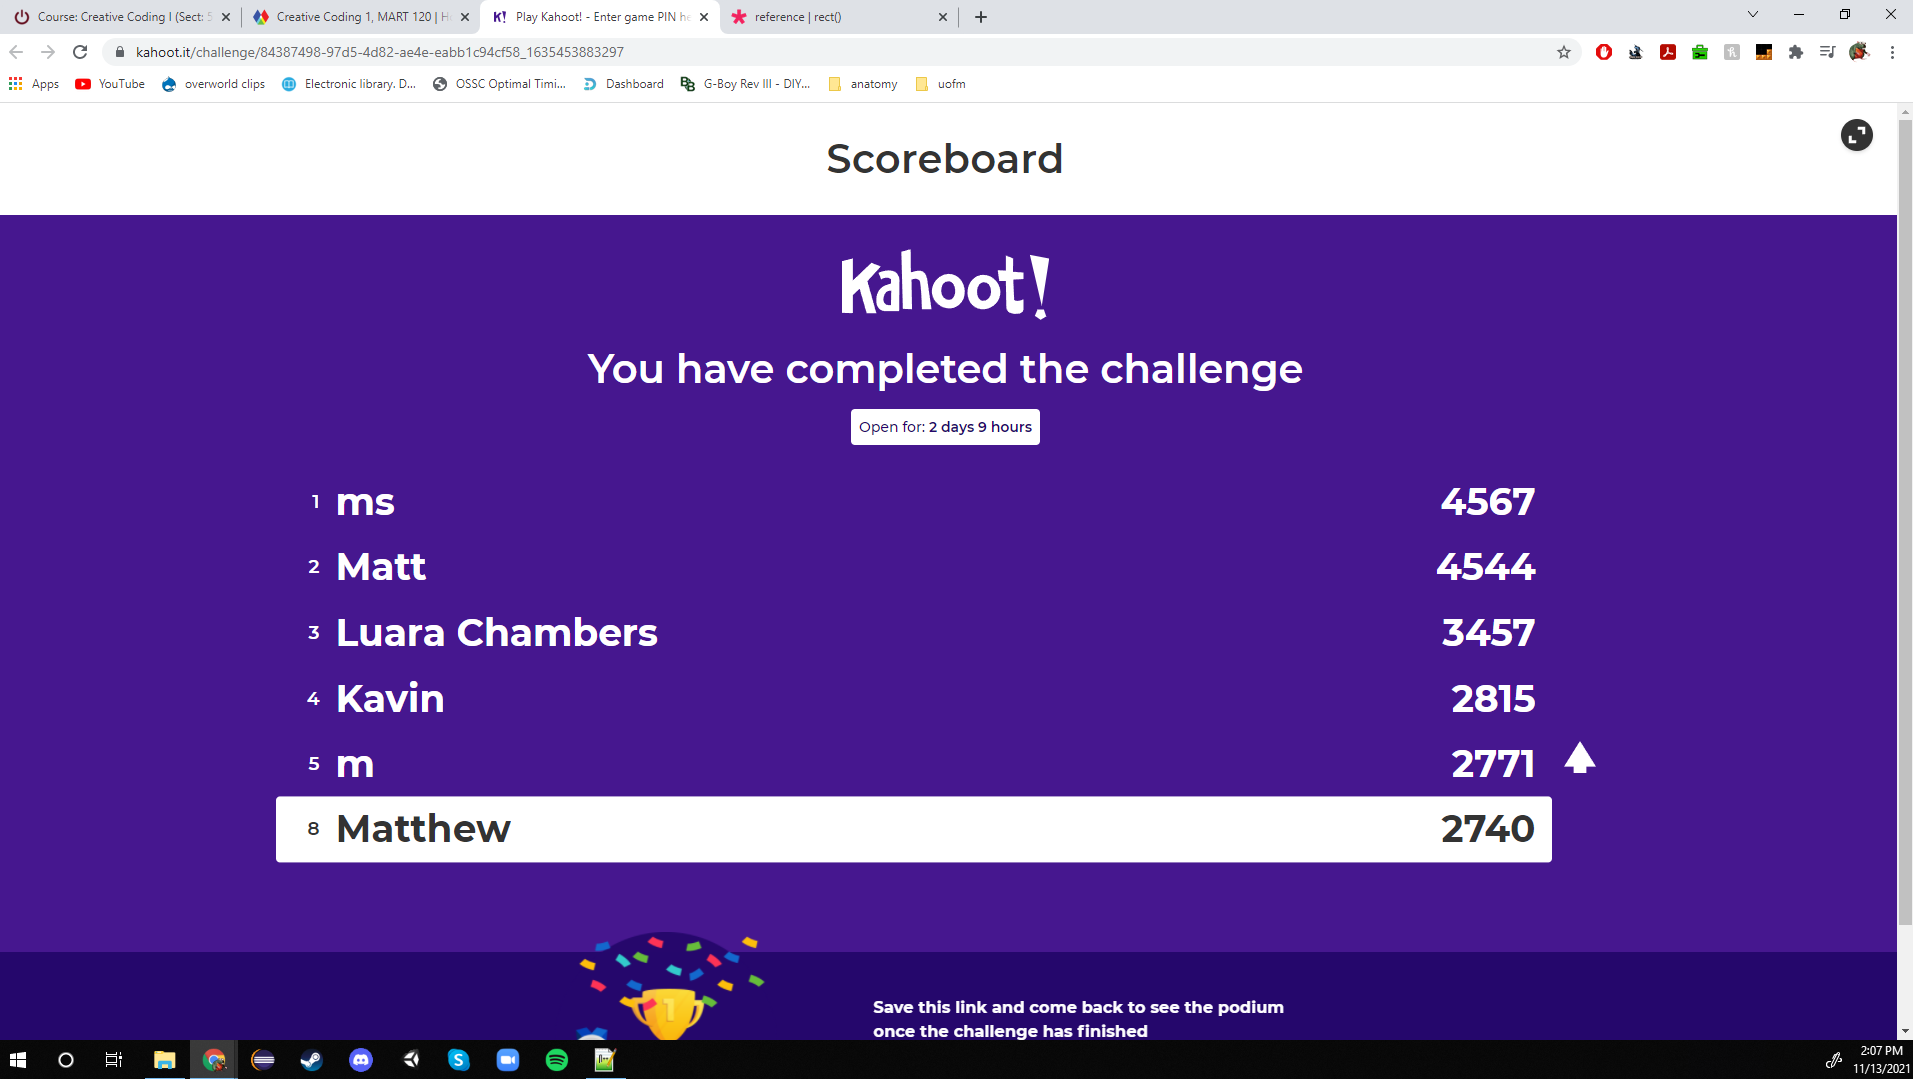 Course: Creative Coding I (Sect: 5
Creative Coding 1, MART 120 | H
K! Play Kahoot! - Enter game PIN he
reference | rect()
kahoot.it/challenge/84387498-97d5-4d82-ae4e-eabb1c94cf58_1635453883297
Apps YouTube overworld clips Electronic library. D... OSSC Optimal Timi... Dashboard G-Boy Rev III - DIY... anatomy uofm
Scoreboard
Kahoot!
You have completed the challenge
Open for: 2 days 9 hours
1 ms 4567
2 Matt 4544
3 Luara Chambers 3457
4 Kavin 2815
5 m 2771
8 Matthew 2740
1
Save this link and come back to see the podium
once the challenge has finished
2:07 PM
11/13/2021